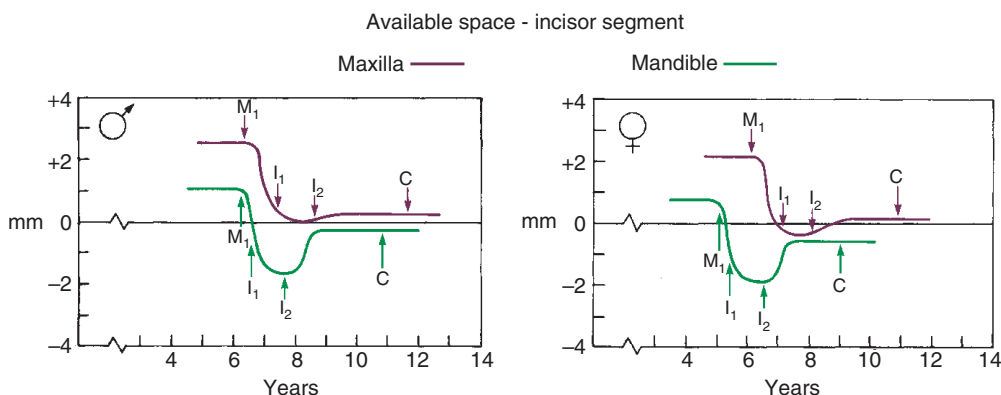 Available space - incisor segment
Maxilla Mandible
+4 +4
M₁ M₁
+2 +2
I₁ I₂ C I₁ I₂ C
mm 0 mm 0
M₁ M₁
I₁ I₂ C I₁ I₂ C
–2 –2
–4 –4
4 6 8 10 12 14 4 6 8 10 12 14
Years Years